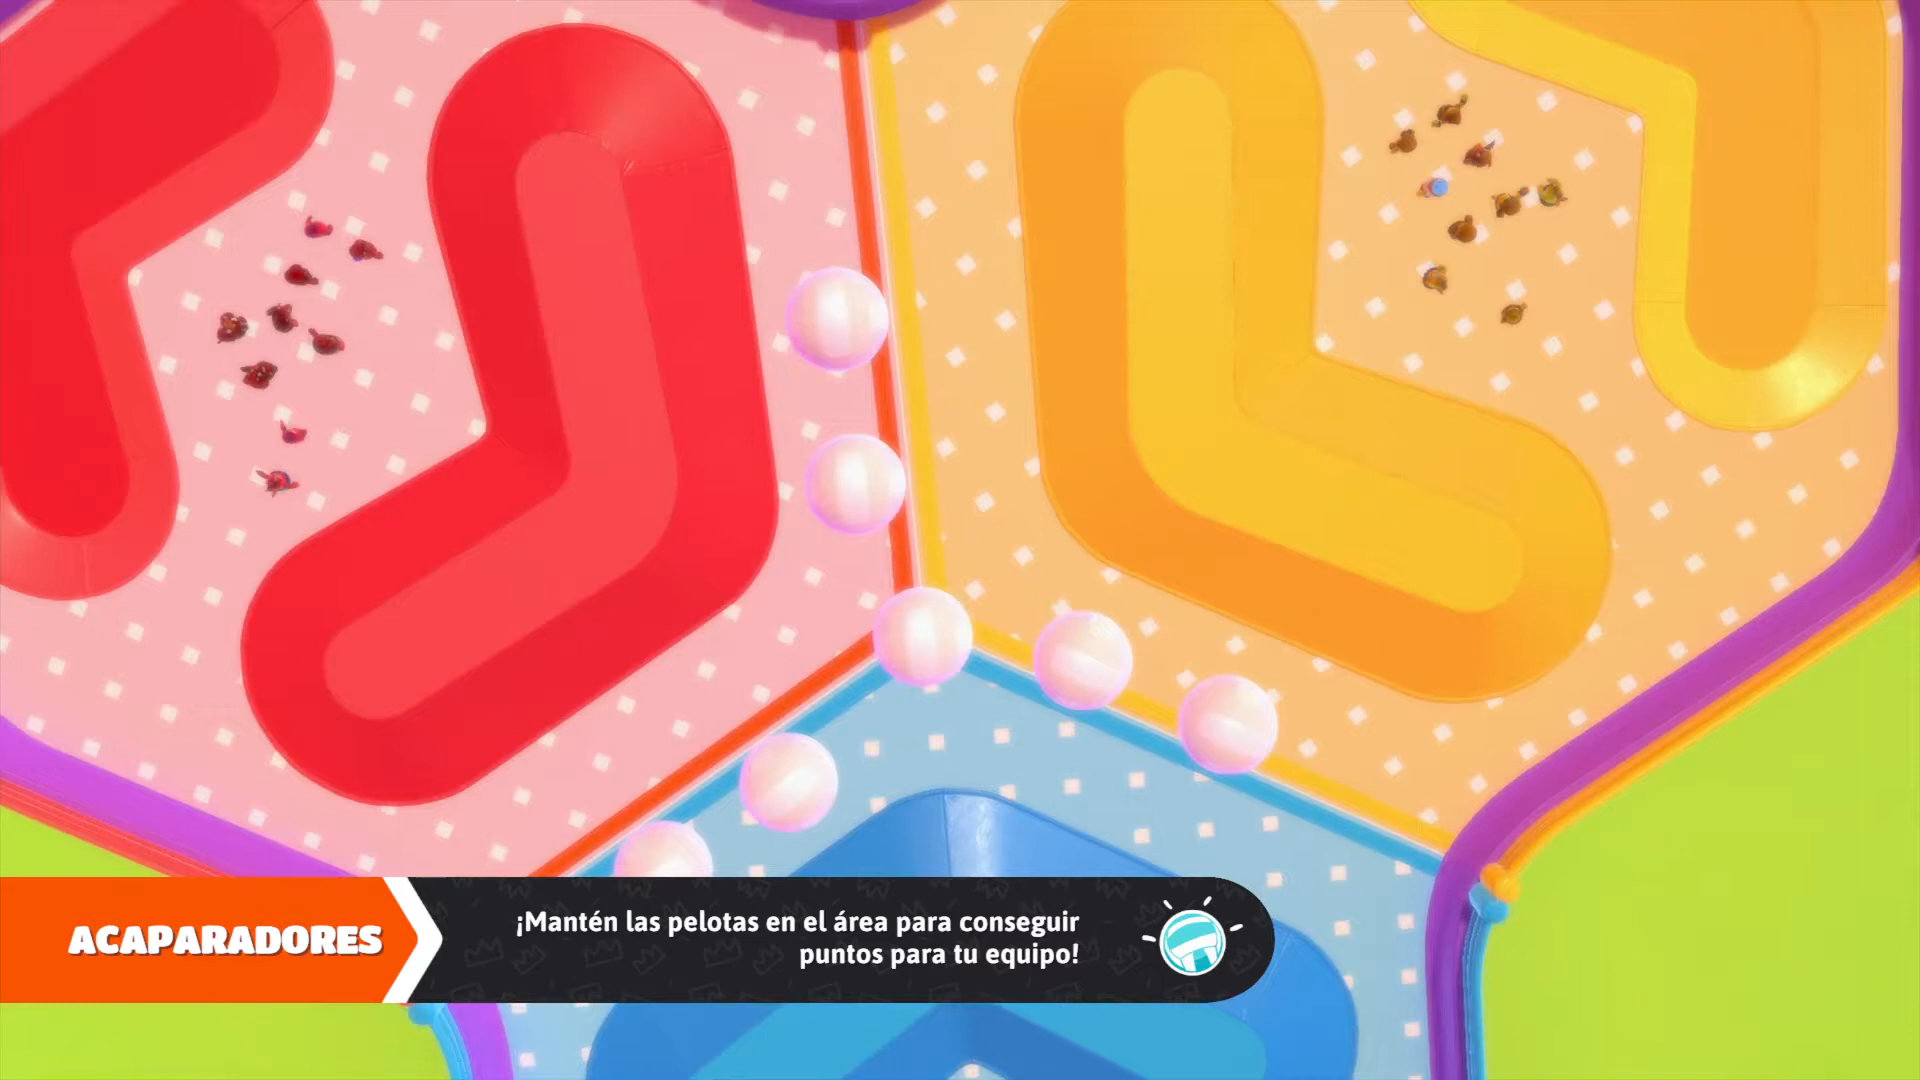 ACAPARADORES
¡Mantén las pelotas en el área para conseguir
puntos para tu equipo!